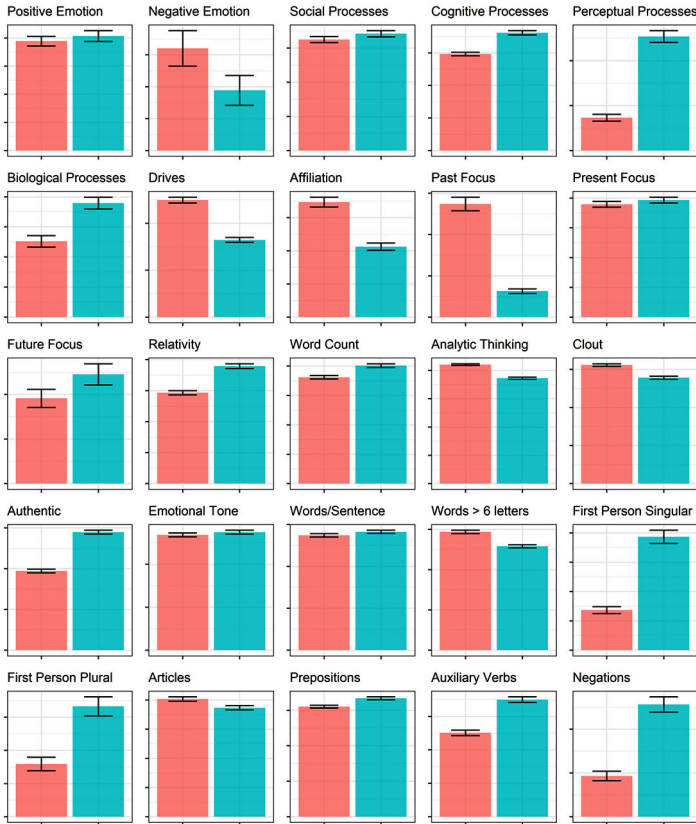 Positive Emotion
Negative Emotion
Social Processes
Cognitive Processes
Perceptual Processes
Biological Processes
Drives
Affiliation
Past Focus
Present Focus
Future Focus
Relativity
Word Count
Analytic Thinking
Clout
Authentic
Emotional Tone
Words/Sentence
Words > 6 letters
First Person Singular
First Person Plural
Articles
Prepositions
Auxiliary Verbs
Negations